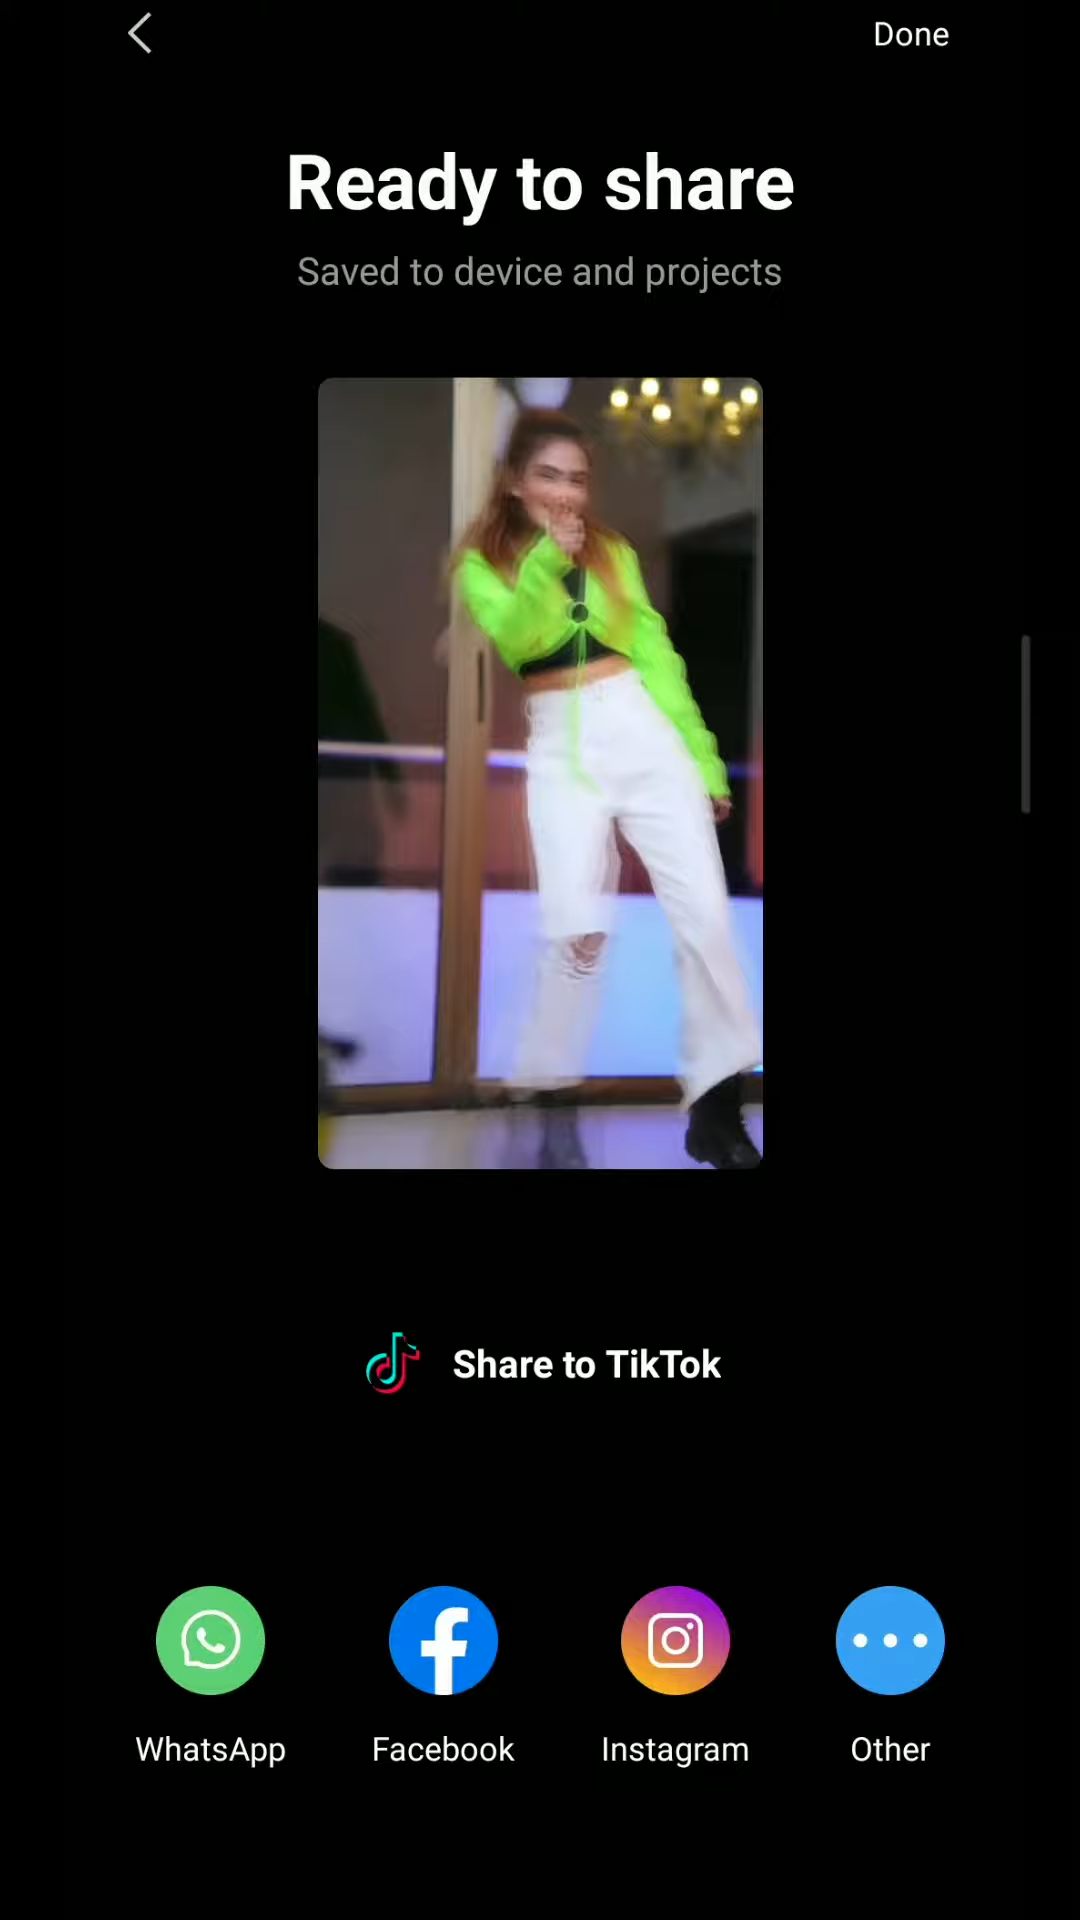 Done
Ready to share
Saved to device and projects
Share to TikTok
WhatsApp
Facebook
Instagram
Other